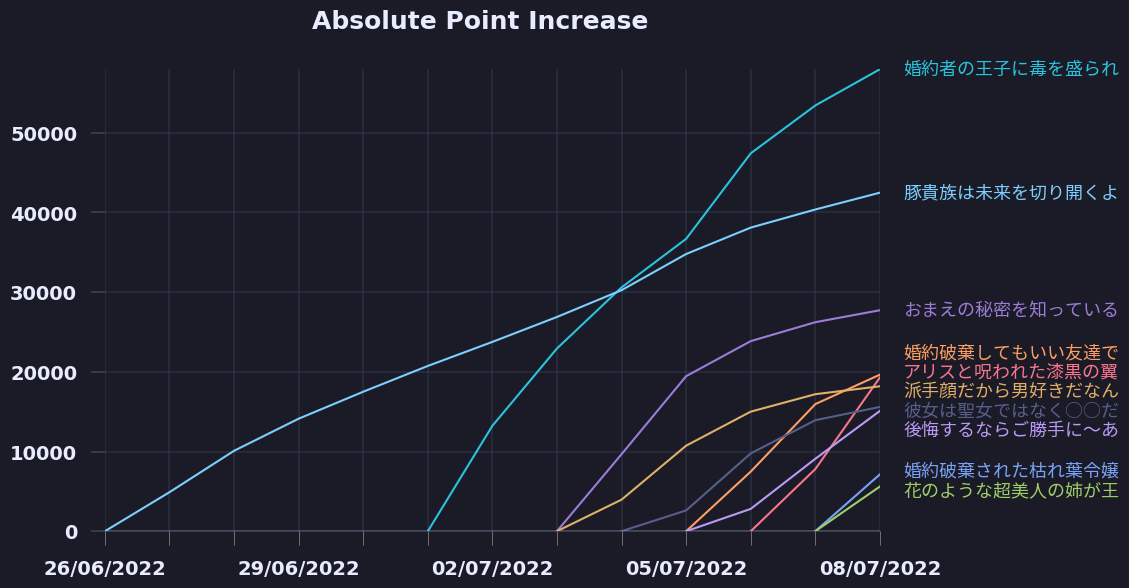 Absolute Point Increase
婚約者の王子に毒を盛られ
50000
豚貴族は未来を切り開くよ
40000
30000
おまえの秘密を知っている
婚約破棄してもいい友達で
20000
アリスと呪われた漆黒の翼
派手顔だから男好きだなん
彼女は聖女ではなく〇〇だ
後悔するならご勝手に～あ
10000
婚約破棄された枯れ葉令嬢
花のような超美人の姉が王
0
26/06/2022 29/06/2022 02/07/2022 05/07/2022 08/07/2022